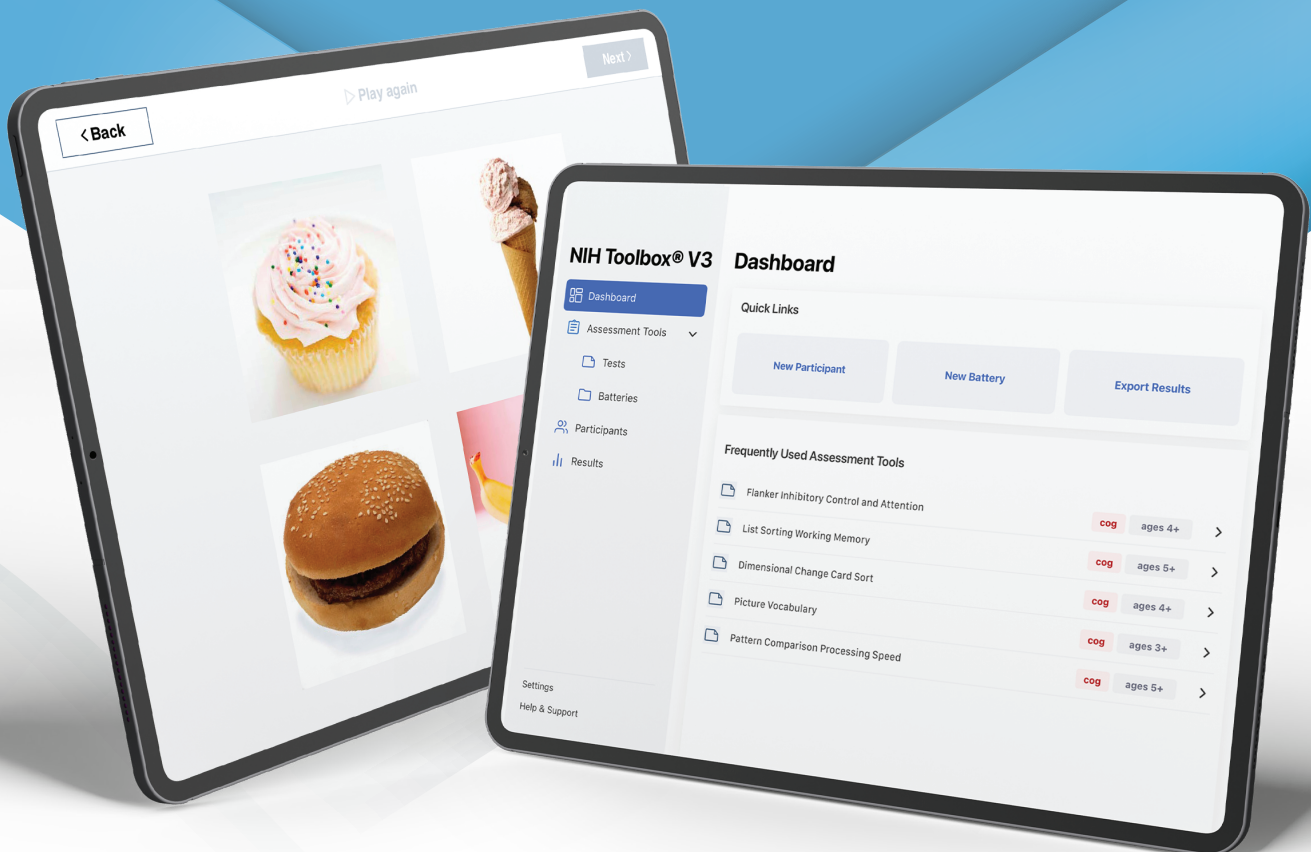 < Back
Play again
Next >
NIH Toolbox® V3
Dashboard
Assessment Tools
Tests
Batteries
Participants
Results
Settings
Help & Support
Dashboard
Quick Links
New Participant
New Battery
Export Results
Frequently Used Assessment Tools
Flanker Inhibitory Control and Attention cog ages 4+
List Sorting Working Memory cog ages 5+
Dimensional Change Card Sort cog ages 4+
Picture Vocabulary cog ages 3+
Pattern Comparison Processing Speed cog ages 5+